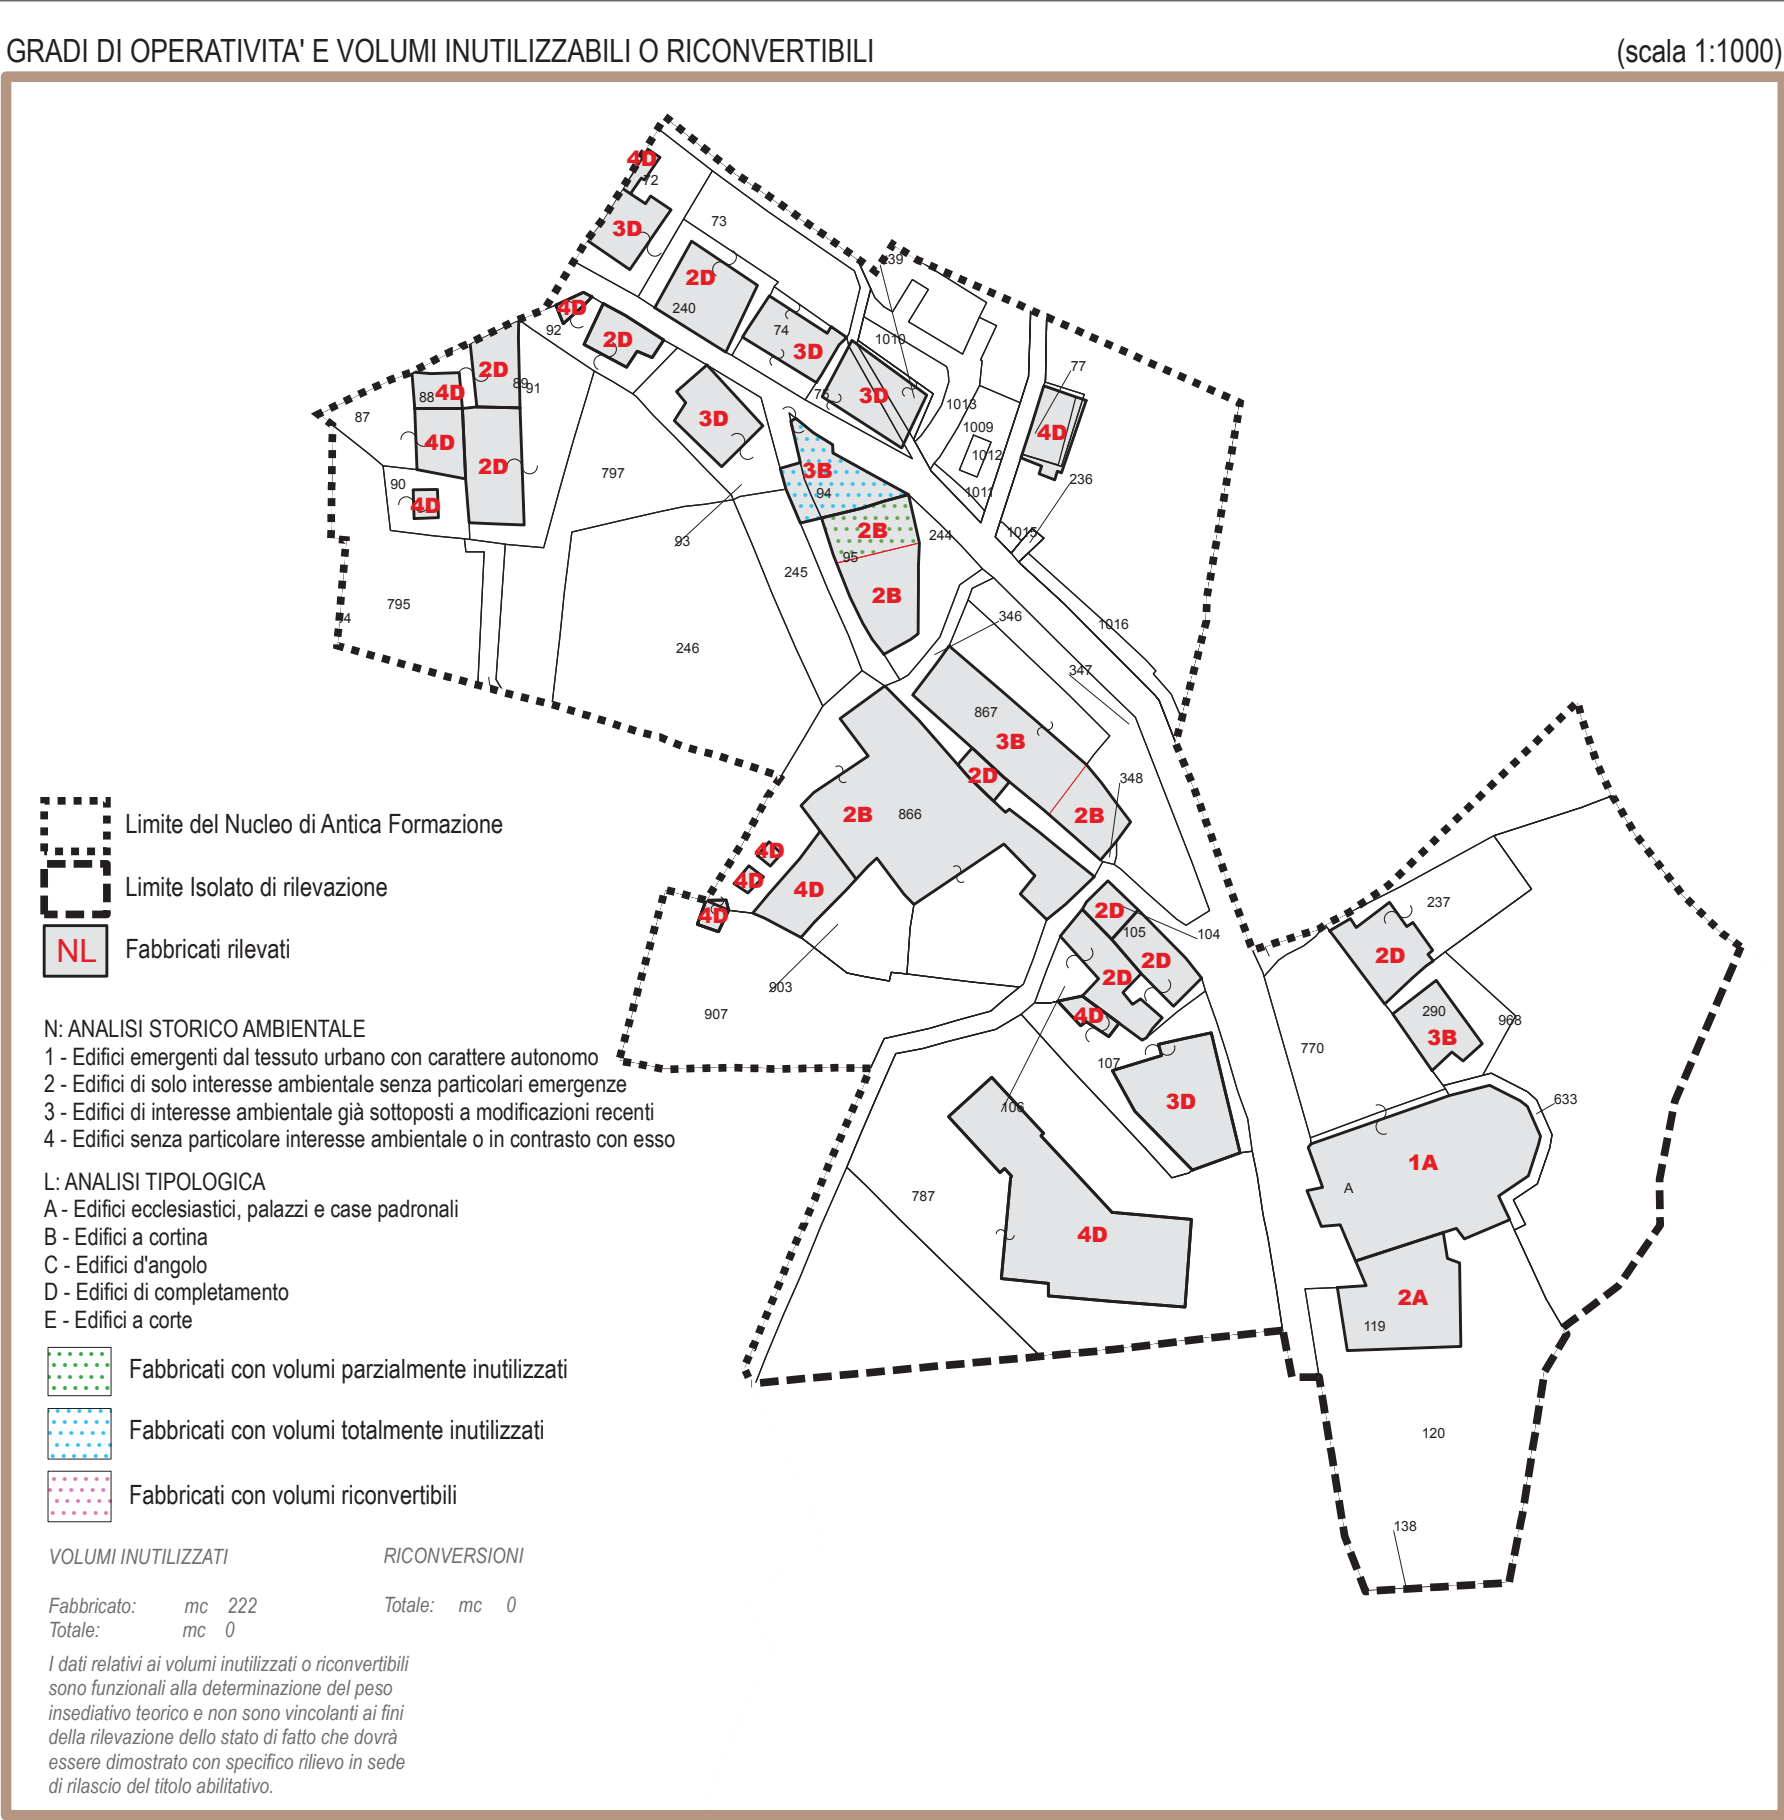 GRADI DI OPERATIVITA' E VOLUMI INUTILIZZABILI O RICONVERTIBILI
(scala 1:1000)
4D
72
3D
73
2D
240
139
4D
92
2D
74
3D
1010
75
3D
77
4D
2D
89
91
88
4D
87
4D
2D
90
4D
3D
1013
1009
1012
1011
236
797
3B
94
93
2B
95
244
1015
245
2B
795
94
246
346
1016
347
867
3B
2D
348
2B
866
2B
4D
4D
4D
4D
903
907
2D
105
104
2D
2D
4D
107
106
3D
237
2D
290
3B
968
770
633
1A
A
787
4D
2A
119
120
138
Limite del Nucleo di Antica Formazione
Limite Isolato di rilevazione
NL
Fabbricati rilevati
N: ANALISI STORICO AMBIENTALE
1 - Edifici emergenti dal tessuto urbano con carattere autonomo
2 - Edifici di solo interesse ambientale senza particolari emergenze
3 - Edifici di interesse ambientale già sottoposti a modificazioni recenti
4 - Edifici senza particolare interesse ambientale o in contrasto con esso
L: ANALISI TIPOLOGICA
A - Edifici ecclesiastici, palazzi e case padronali
B - Edifici a cortina
C - Edifici d'angolo
D - Edifici di completamento
E - Edifici a corte
Fabbricati con volumi parzialmente inutilizzati
Fabbricati con volumi totalmente inutilizzati
Fabbricati con volumi riconvertibili
VOLUMI INUTILIZZATI
RICONVERSIONI
Fabbricato: mc 222
Totale: mc 0
Totale: mc 0
I dati relativi ai volumi inutilizzati o riconvertibili
sono funzionali alla determinazione del peso
insediativo teorico e non sono vincolanti ai fini
della rilevazione dello stato di fatto che dovrà
essere dimostrato con specifico rilievo in sede
di rilascio del titolo abilitativo.